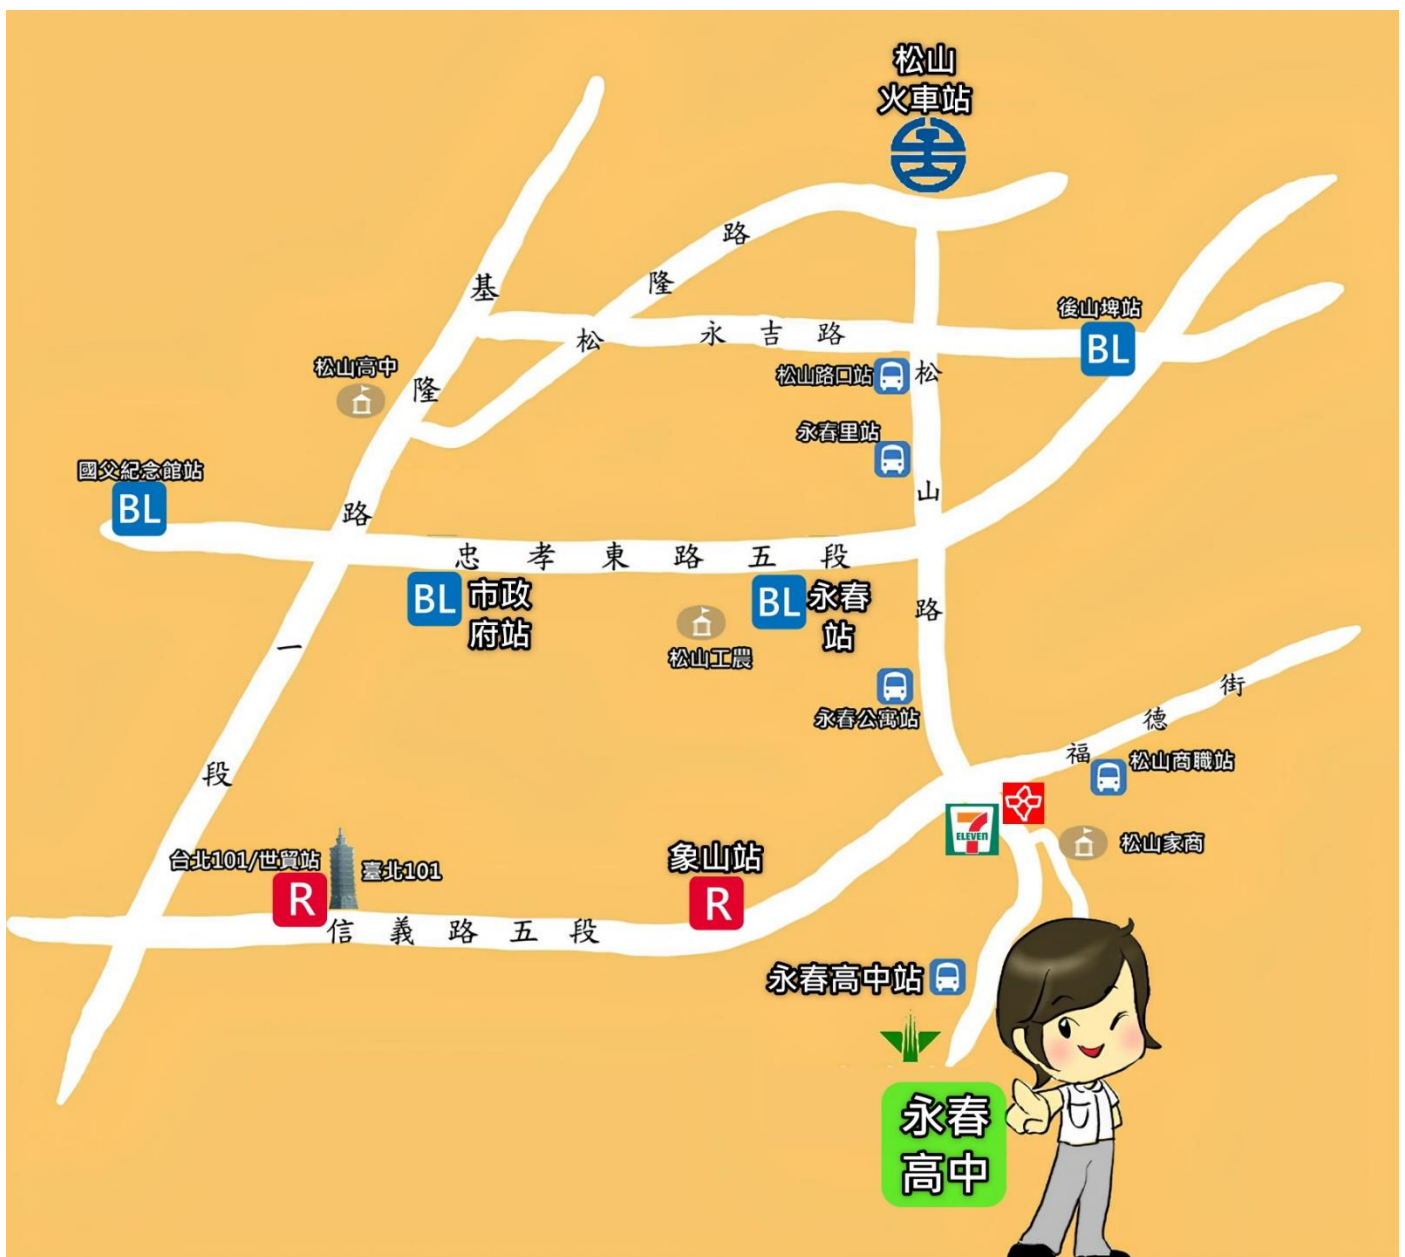 松山
火車站
基隆路一段
松隆路
永吉路
後山埤站
BL
松山高中
松山路口站
松山路
永春里站
國父紀念館站
BL
忠孝東路五段
BL
市政
府站
BL
永春
站
松山工農
永春公寓站
福德街
松山商職站
7
ELEVEN
松山家商
台北101/世貿站
R
臺北101
象山站
R
信義路五段
永春高中站
永春
高中